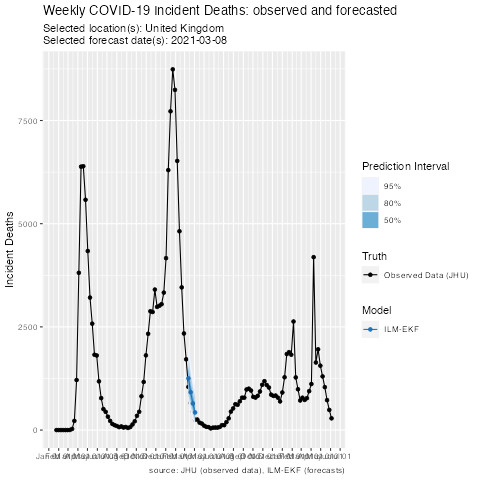 Weekly COVID-19 Incident Deaths: observed and forecasted
Selected location(s): United Kingdom
Selected forecast date(s): 2021-03-08
7500
5000
2500
0
Incident Deaths
Prediction Interval
95%
80%
50%
Truth
Observed Data (JHU)
Model
ILM-EKF
source: JHU (observed data), ILM-EKF (forecasts)